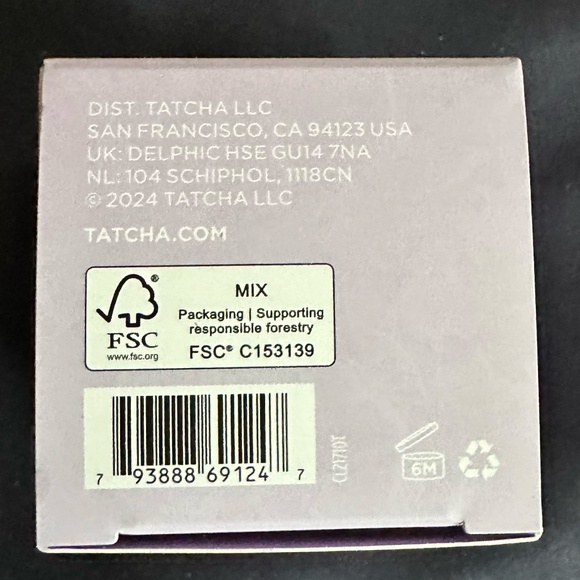 DIST. TATCHA LLC
SAN FRANCISCO, CA 94123 USA
UK: DELPHIC HSE GU14 7NA
NL: 104 SCHIPHOL, 1118CN
© 2024 TATCHA LLC
TATCHA.COM
FSC®
www.fsc.org
MIX
Packaging | Supporting
responsible forestry
FSC® C153139
7 93888 69124 7
CL21710T
6M